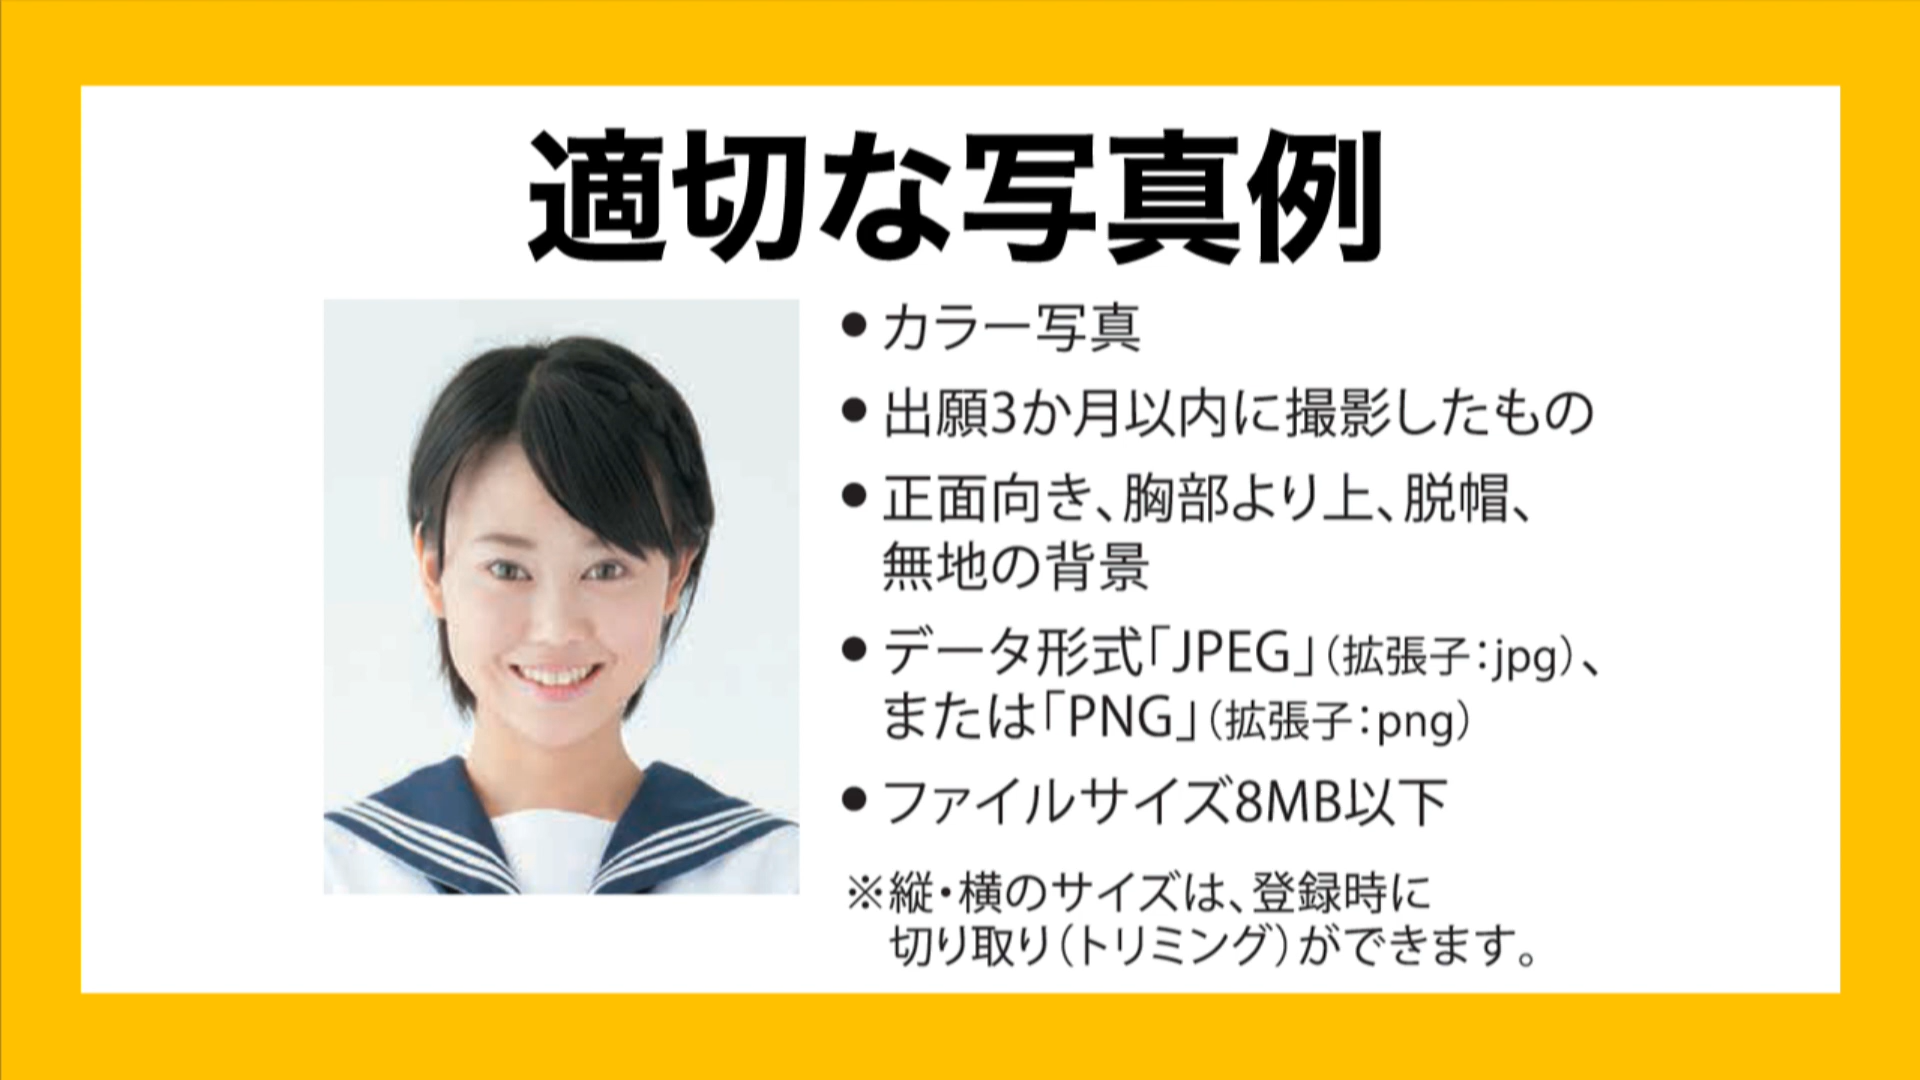 適切な写真例
●カラー写真
●出願3か月以内に撮影したもの
●正面向き、胸部より上、脱帽、
無地の背景
●データ形式「JPEG」（拡張子：jpg）、
または「PNG」（拡張子：png）
●ファイルサイズ8MB以下
※縦・横のサイズは、登録時に
切り取り（トリミング）ができます。